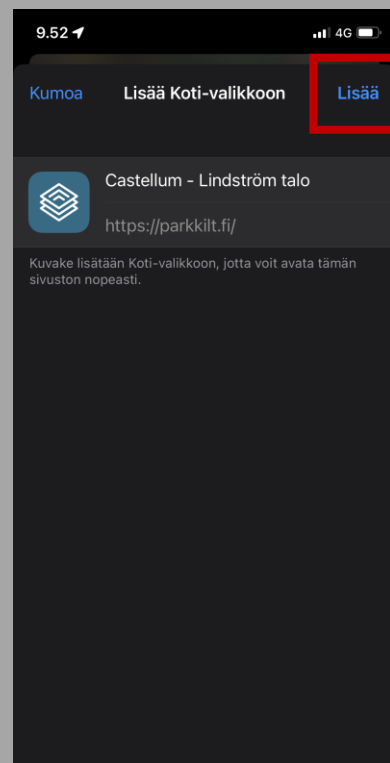 9.52 4G
Kumoa Lisää Koti-valikkoon Lisää
Castellum - Lindström talo
https://parkkilt.fi/
Kuvake lisätään Koti-valikkoon, jotta voit avata tämän
sivuston nopeasti.